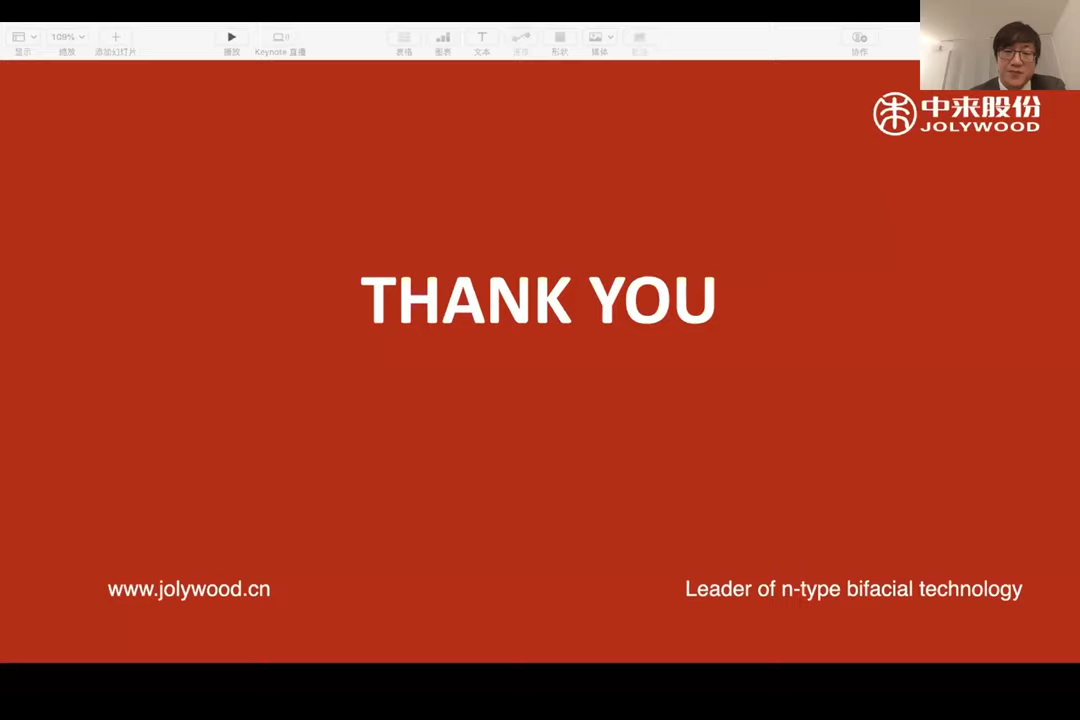 109%
显示
缩放
添加幻灯片
播放
Keynote 直播
表格
图表
文本
形状
媒体
协作
中来股份
JOLYWOOD
THANK YOU
www.jolywood.cn
Leader of n-type bifacial technology